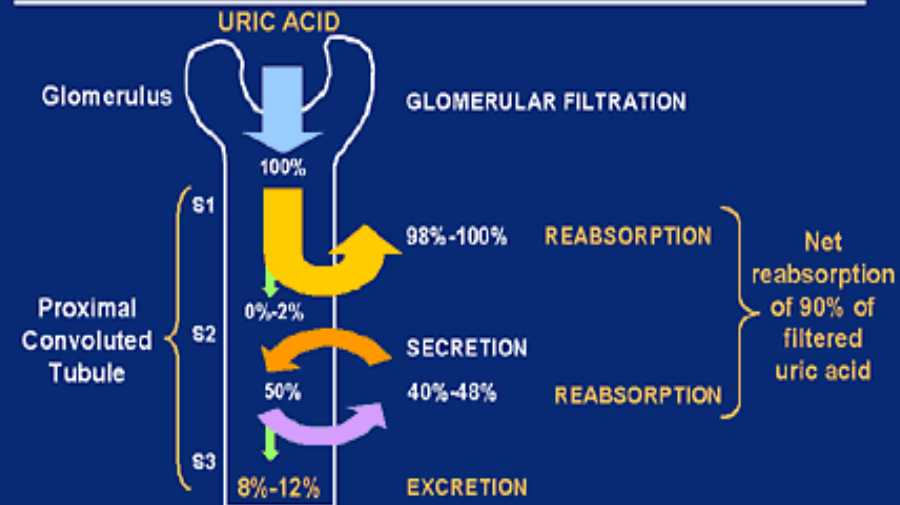 URIC ACID
Glomerulus
GLOMERULAR FILTRATION
100%
S1
98%-100% REABSORPTION
Net
reabsorption
of 90% of
filtered
uric acid
0%-2%
Proximal
Convoluted
Tubule
S2
SECRETION
50%
40%-48% REABSORPTION
S3
8%-12% EXCRETION